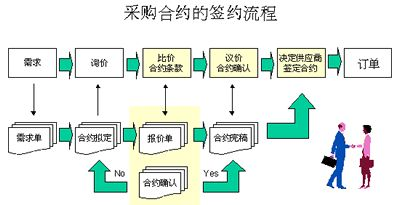 采购合约的签约流程
需求
询价
比价
合约条款
议价
合约确认
决定供应商
签定合约
订单
需求单
合约拟定
报价单
合约完稿
No
合约确认
Yes